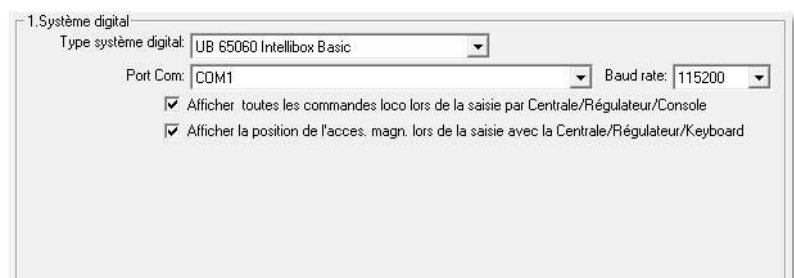 1.Système digital
Type système digital: UB 65060 Intellibox Basic
Port Com: COM1 Baud rate: 115200
Afficher toutes les commandes loco lors de la saisie par Centrale/Régulateur/Console
Afficher la position de l'acces. magn. lors de la saisie avec la Centrale/Régulateur/Keyboard